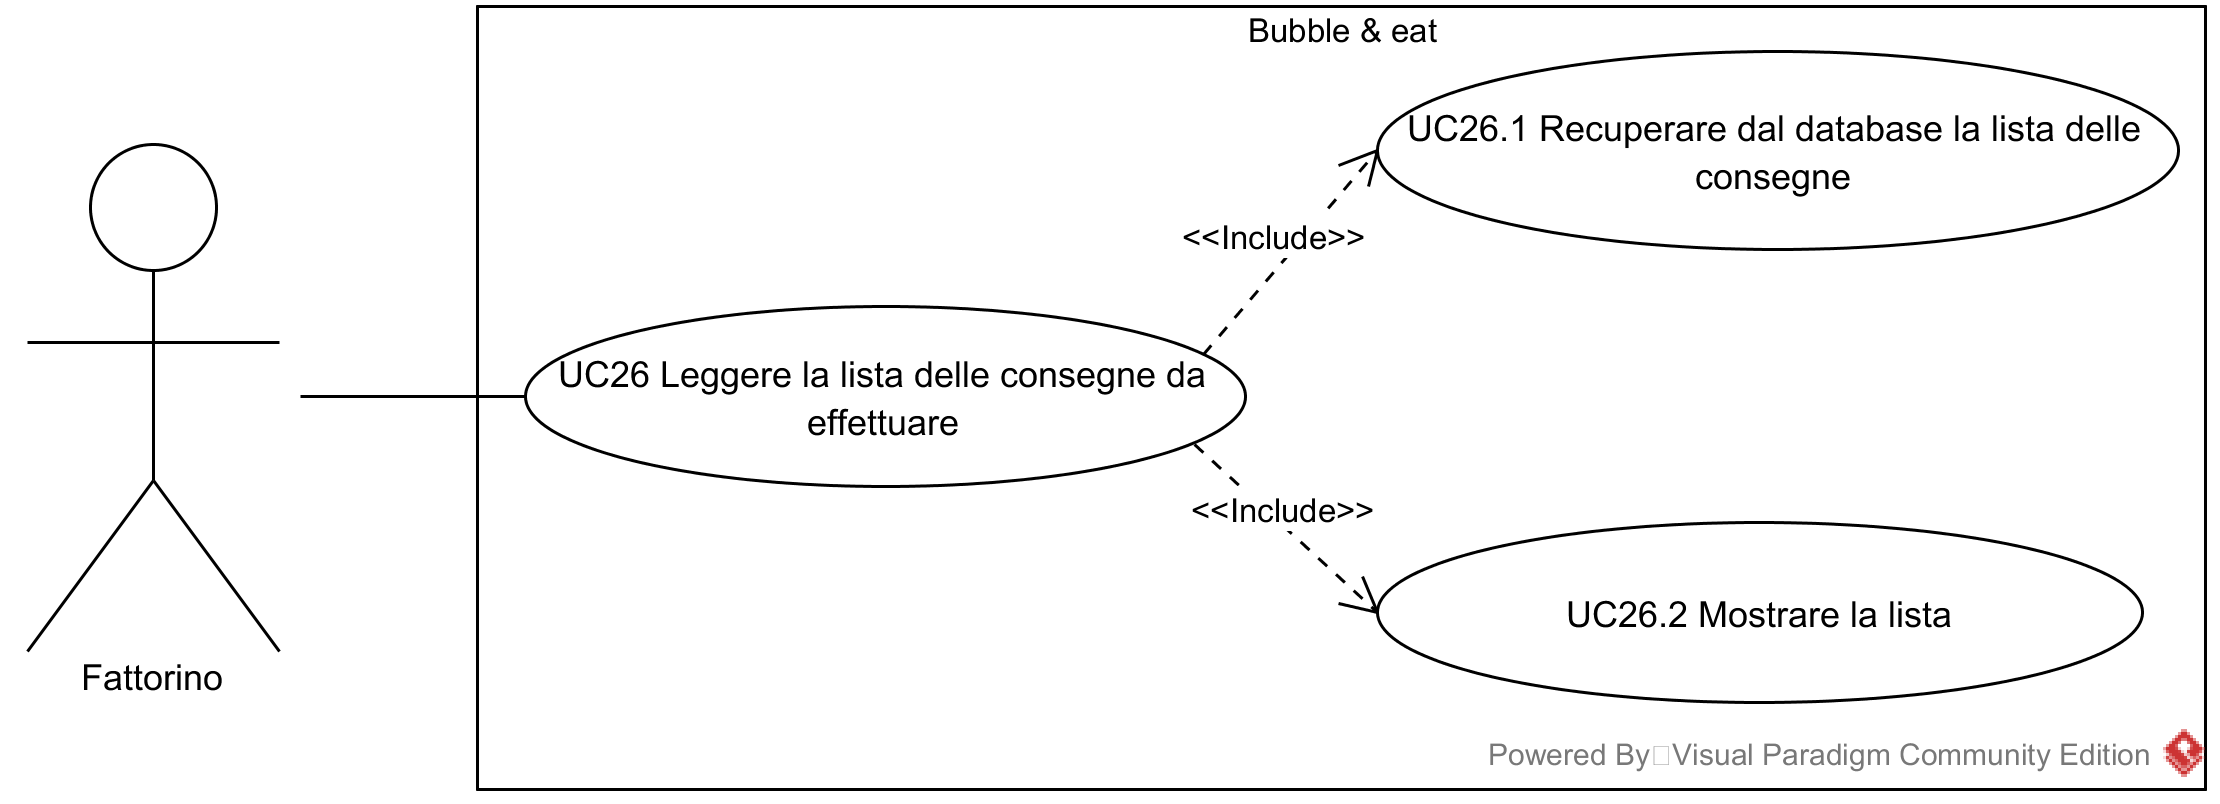 Bubble & eat
UC26.1 Recuperare dal database la lista delle
consegne
<<Include>>
UC26 Leggere la lista delle consegne da
effettuare
<<Include>>
UC26.2 Mostrare la lista
Fattorino
Powered By Visual Paradigm Community Edition